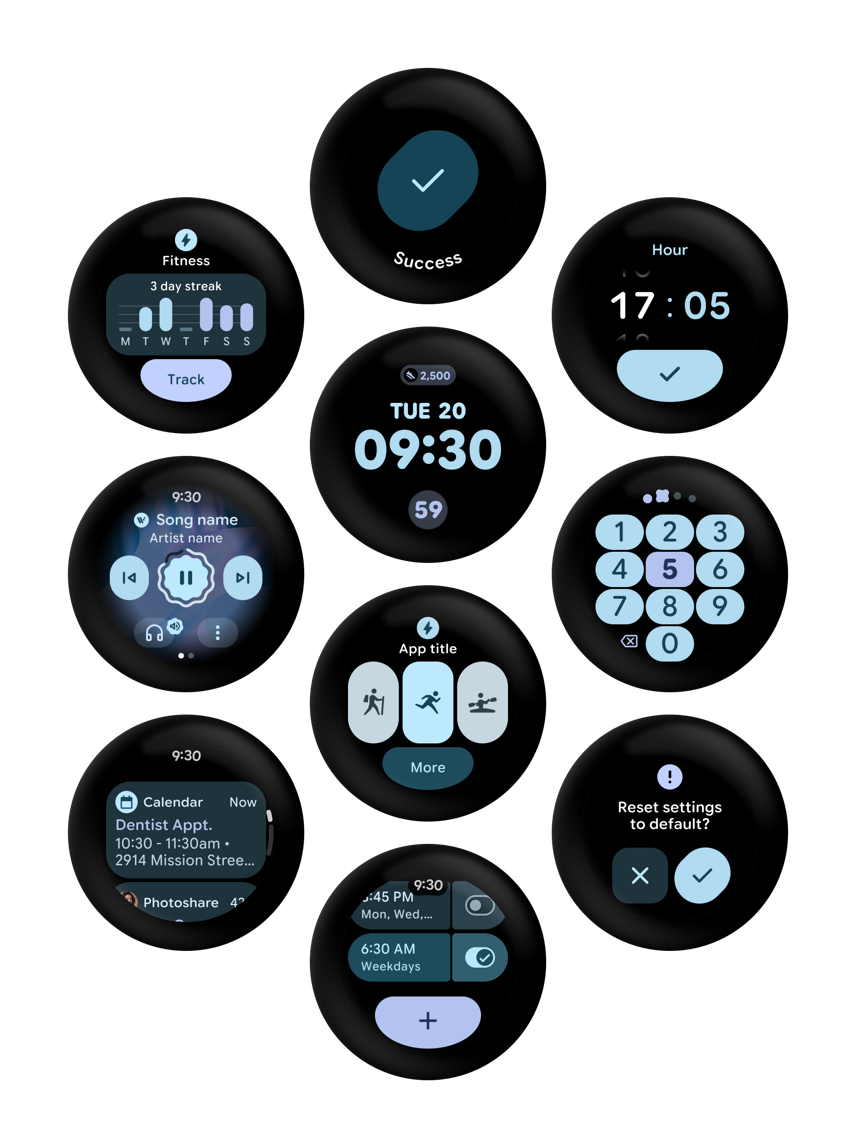 Success
Fitness
3 day streak
M T W T F S S
Track
Hour
17 : 05
2,500
TUE 20
09:30
59
9:30
Song name
Artist name
1 2 3
4 5 6
7 8 9
0
App title
More
9:30
Calendar Now
Dentist Appt.
10:30 - 11:30am •
2914 Mission Stree...
Photoshare
!
Reset settings
to default?
9:30
:45 PM
Mon, Wed,...
6:30 AM
Weekdays
+